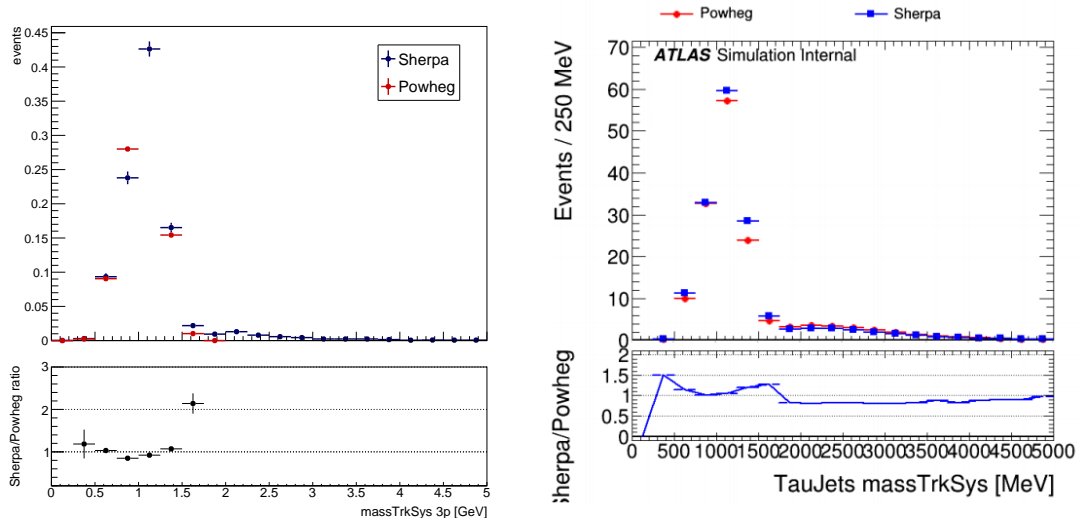 events
0.45
0.4
0.35
0.3
0.25
0.2
0.15
0.1
0.05
0
Sherpa
Powheg
Sherpa/Powheg ratio
3
2
1
0 0.5 1 1.5 2 2.5 3 3.5 4 4.5 5
massTrkSys 3p [GeV]
Powheg Sherpa
ATLAS Simulation Internal
Events / 250 MeV
70
60
50
40
30
20
10
0
Sherpa/Powheg
2
1.5
1
0.5
0
0 500 1000 1500 2000 2500 3000 3500 4000 4500 5000
TauJets massTrkSys [MeV]